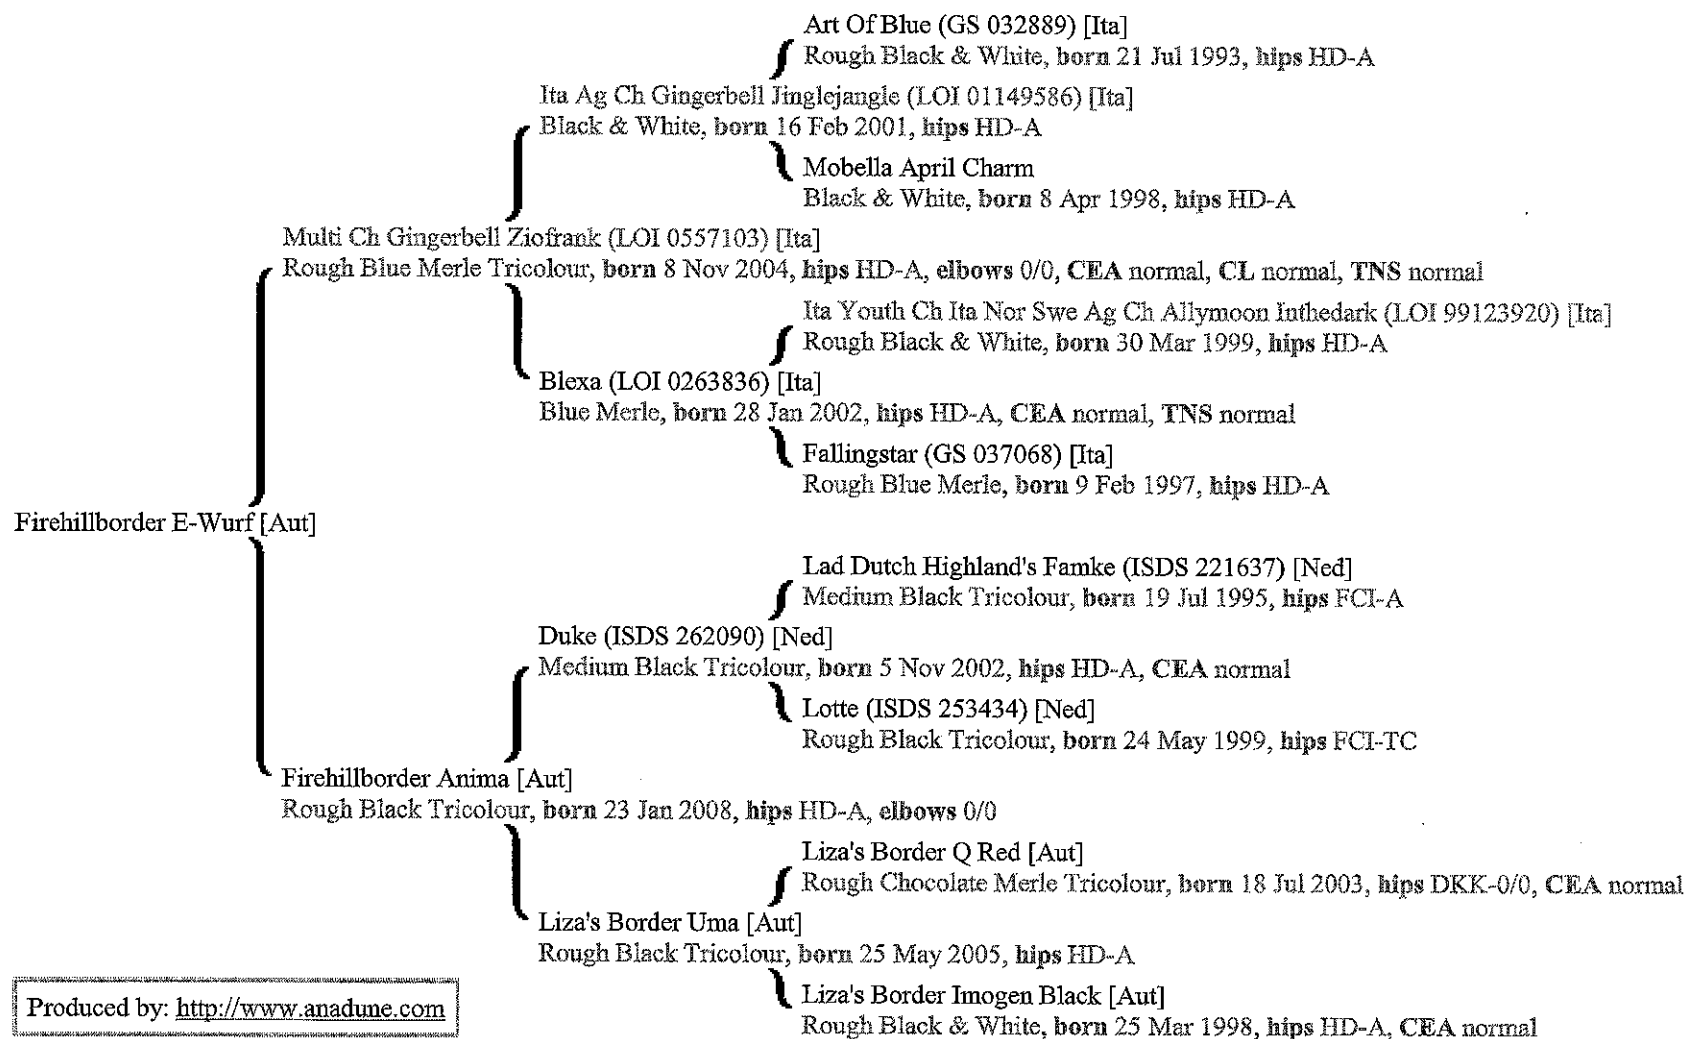 Art Of Blue (GS 032889) [Ita]
Rough Black & White, born 21 Jul 1993, hips HD-A
Ita Ag Ch Gingerbell Jinglejangle (LOI 01149586) [Ita]
Black & White, born 16 Feb 2001, hips HD-A
Mobella April Charm
Black & White, born 8 Apr 1998, hips HD-A
Multi Ch Gingerbell Ziofrank (LOI 0557103) [Ita]
Rough Blue Merle Tricolour, born 8 Nov 2004, hips HD-A, elbows 0/0, CEA normal, CL normal, TNS normal
Ita Youth Ch Ita Nor Swe Ag Ch Allymoon Inthedark (LOI 99123920) [Ita]
Rough Black & White, born 30 Mar 1999, hips HD-A
Blexa (LOI 0263836) [Ita]
Blue Merle, born 28 Jan 2002, hips HD-A, CEA normal, TNS normal
Fallingstar (GS 037068) [Ita]
Rough Blue Merle, born 9 Feb 1997, hips HD-A
Firehillborder E-Wurf [Aut]
Lad Dutch Highland's Famke (ISDS 221637) [Ned]
Medium Black Tricolour, born 19 Jul 1995, hips FCI-A
Duke (ISDS 262090) [Ned]
Medium Black Tricolour, born 5 Nov 2002, hips HD-A, CEA normal
Lotte (ISDS 253434) [Ned]
Rough Black Tricolour, born 24 May 1999, hips FCI-TC
Firehillborder Anima [Aut]
Rough Black Tricolour, born 23 Jan 2008, hips HD-A, elbows 0/0
Liza's Border Q Red [Aut]
Rough Chocolate Merle Tricolour, born 18 Jul 2003, hips DKK-0/0, CEA normal
Liza's Border Uma [Aut]
Rough Black Tricolour, born 25 May 2005, hips HD-A
Liza's Border Imogen Black [Aut]
Rough Black & White, born 25 Mar 1998, hips HD-A, CEA normal
Produced by: http://www.anadune.com